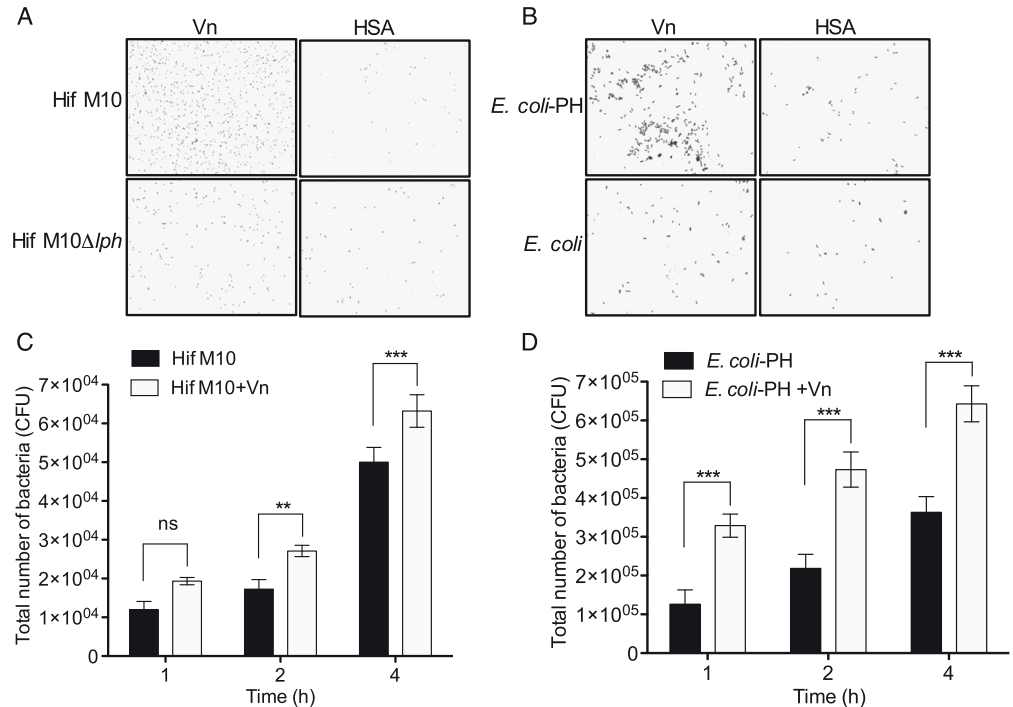 A
Vn HSA
Hif M10
Hif M10Δlph
B
Vn HSA
E. coli-PH
E. coli
C
Hif M10
Hif M10+Vn
Total number of bacteria (CFU)
7×10⁰⁴
6×10⁰⁴
5×10⁰⁴
4×10⁰⁴
3×10⁰⁴
2×10⁰⁴
1×10⁰⁴
0
ns
**
***
1 2 4
Time (h)
D
E. coli-PH
E. coli-PH +Vn
Total number of bacteria (CFU)
7×10⁰⁵
6×10⁰⁵
5×10⁰⁵
4×10⁰⁵
3×10⁰⁵
2×10⁰⁵
1×10⁰⁵
0
***
***
***
1 2 4
Time (h)